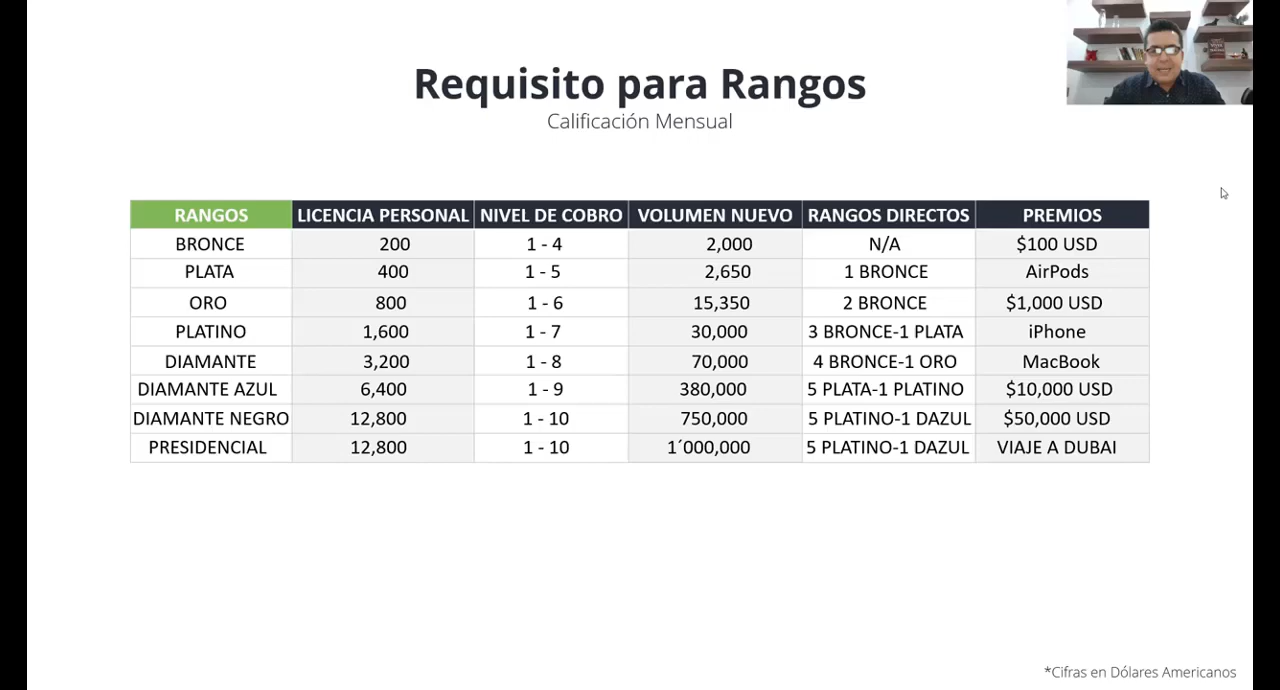 Requisito para Rangos
Calificación Mensual
RANGOS LICENCIA PERSONAL NIVEL DE COBRO VOLUMEN NUEVO RANGOS DIRECTOS PREMIOS
BRONCE 200 1 - 4 2,000 N/A $100 USD
PLATA 400 1 - 5 2,650 1 BRONCE AirPods
ORO 800 1 - 6 15,350 2 BRONCE $1,000 USD
PLATINO 1,600 1 - 7 30,000 3 BRONCE-1 PLATA iPhone
DIAMANTE 3,200 1 - 8 70,000 4 BRONCE-1 ORO MacBook
DIAMANTE AZUL 6,400 1 - 9 380,000 5 PLATA-1 PLATINO $10,000 USD
DIAMANTE NEGRO 12,800 1 - 10 750,000 5 PLATINO-1 DAZUL $50,000 USD
PRESIDENCIAL 12,800 1 - 10 1´000,000 5 PLATINO-1 DAZUL VIAJE A DUBAI
*Cifras en Dólares Americanos